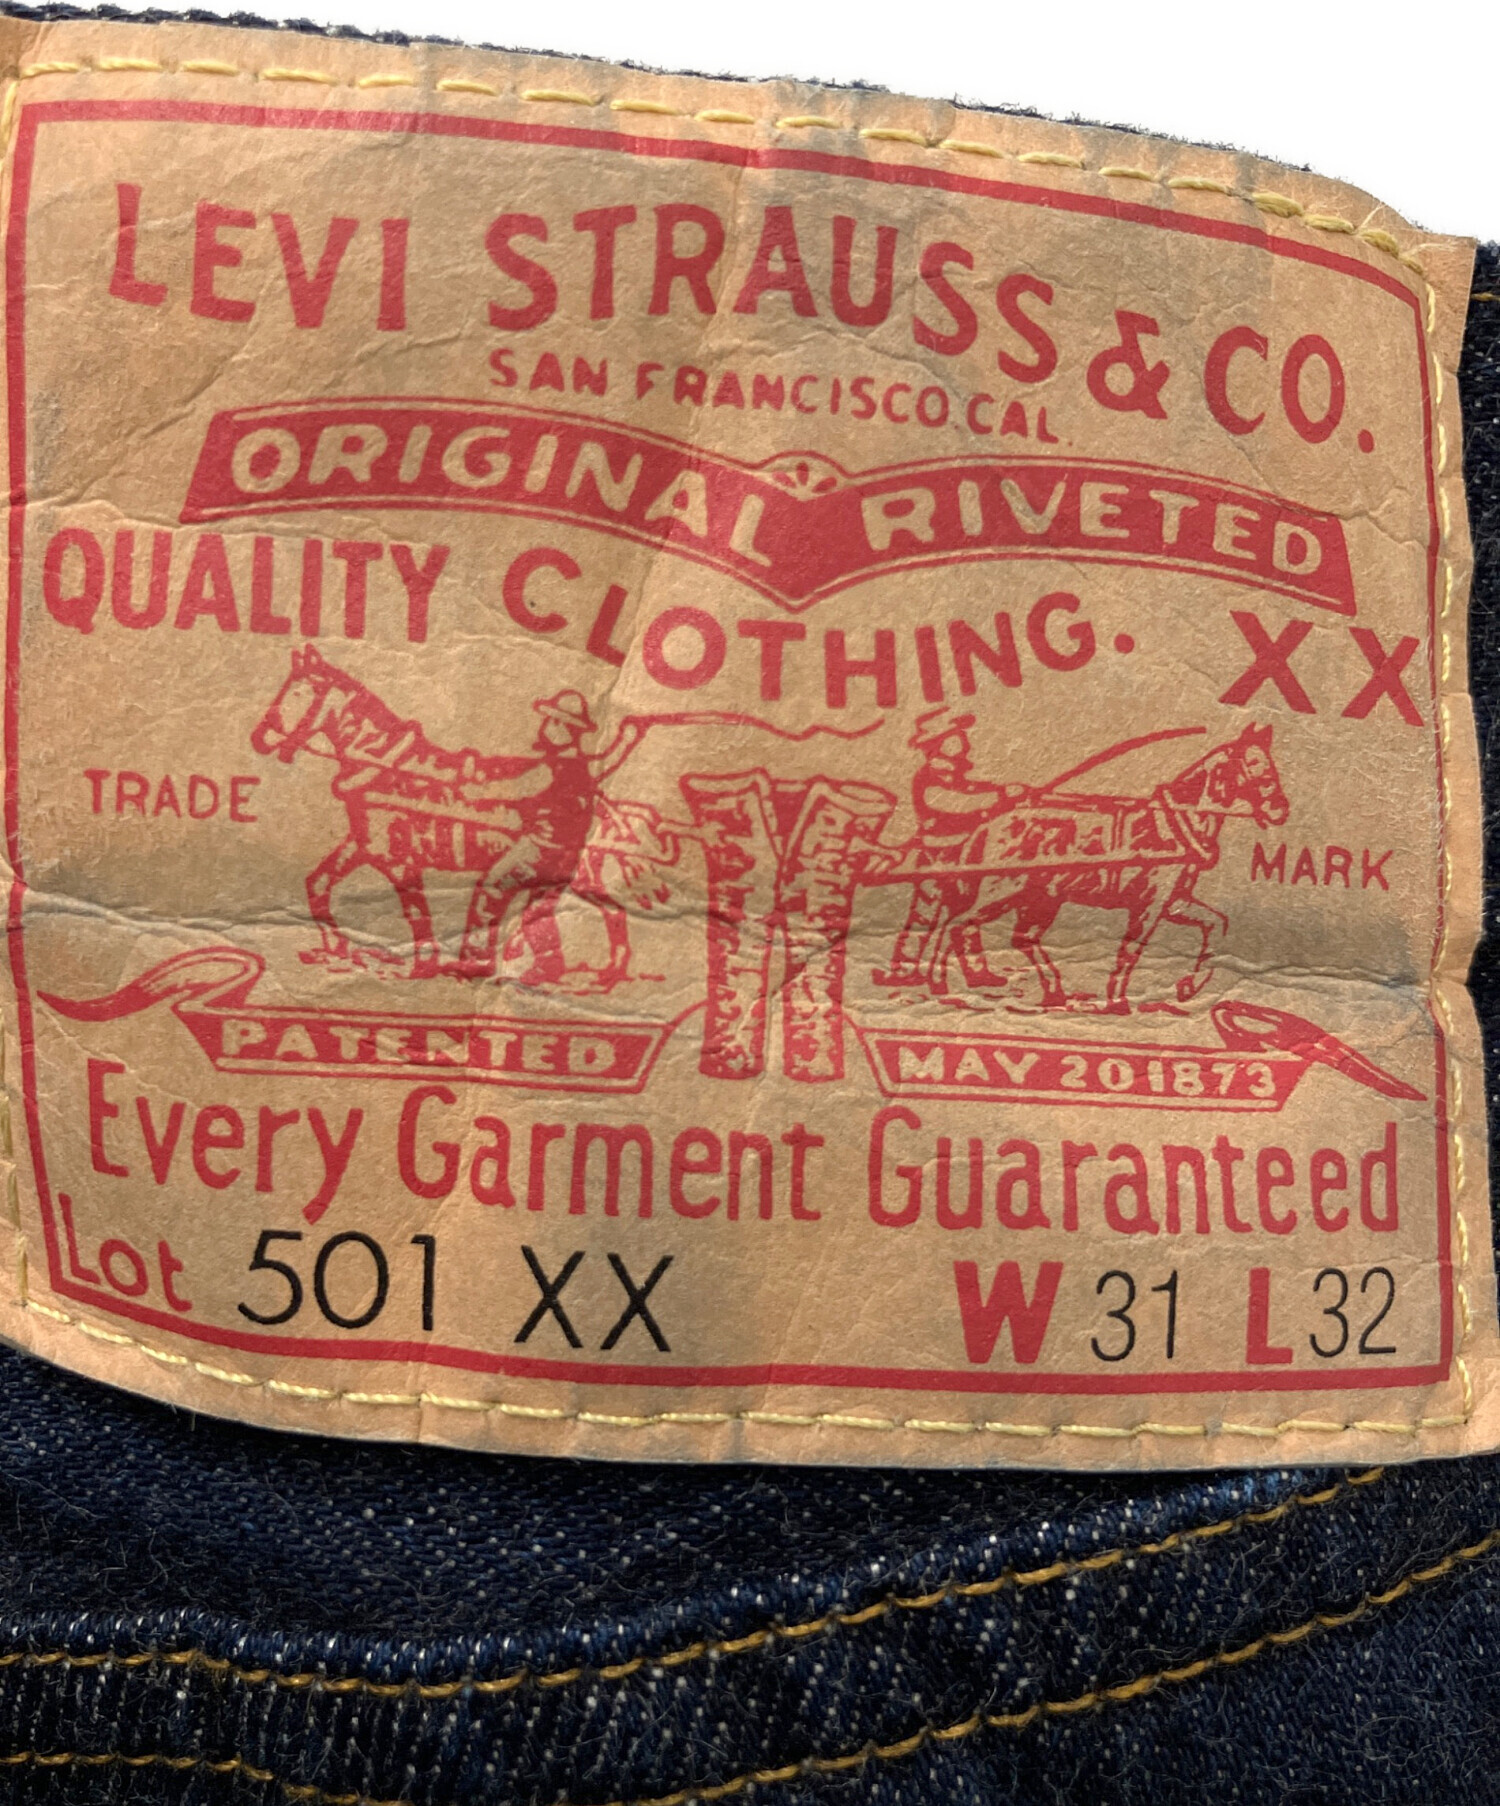 LEVI STRAUSS & CO.
SAN FRANCISCO, CAL.
ORIGINAL RIVETED
QUALITY CLOTHING. XX
TRADE MARK
PATENTED MAY 20 1873
Every Garment Guaranteed
Lot 501 XX W 31 L 32